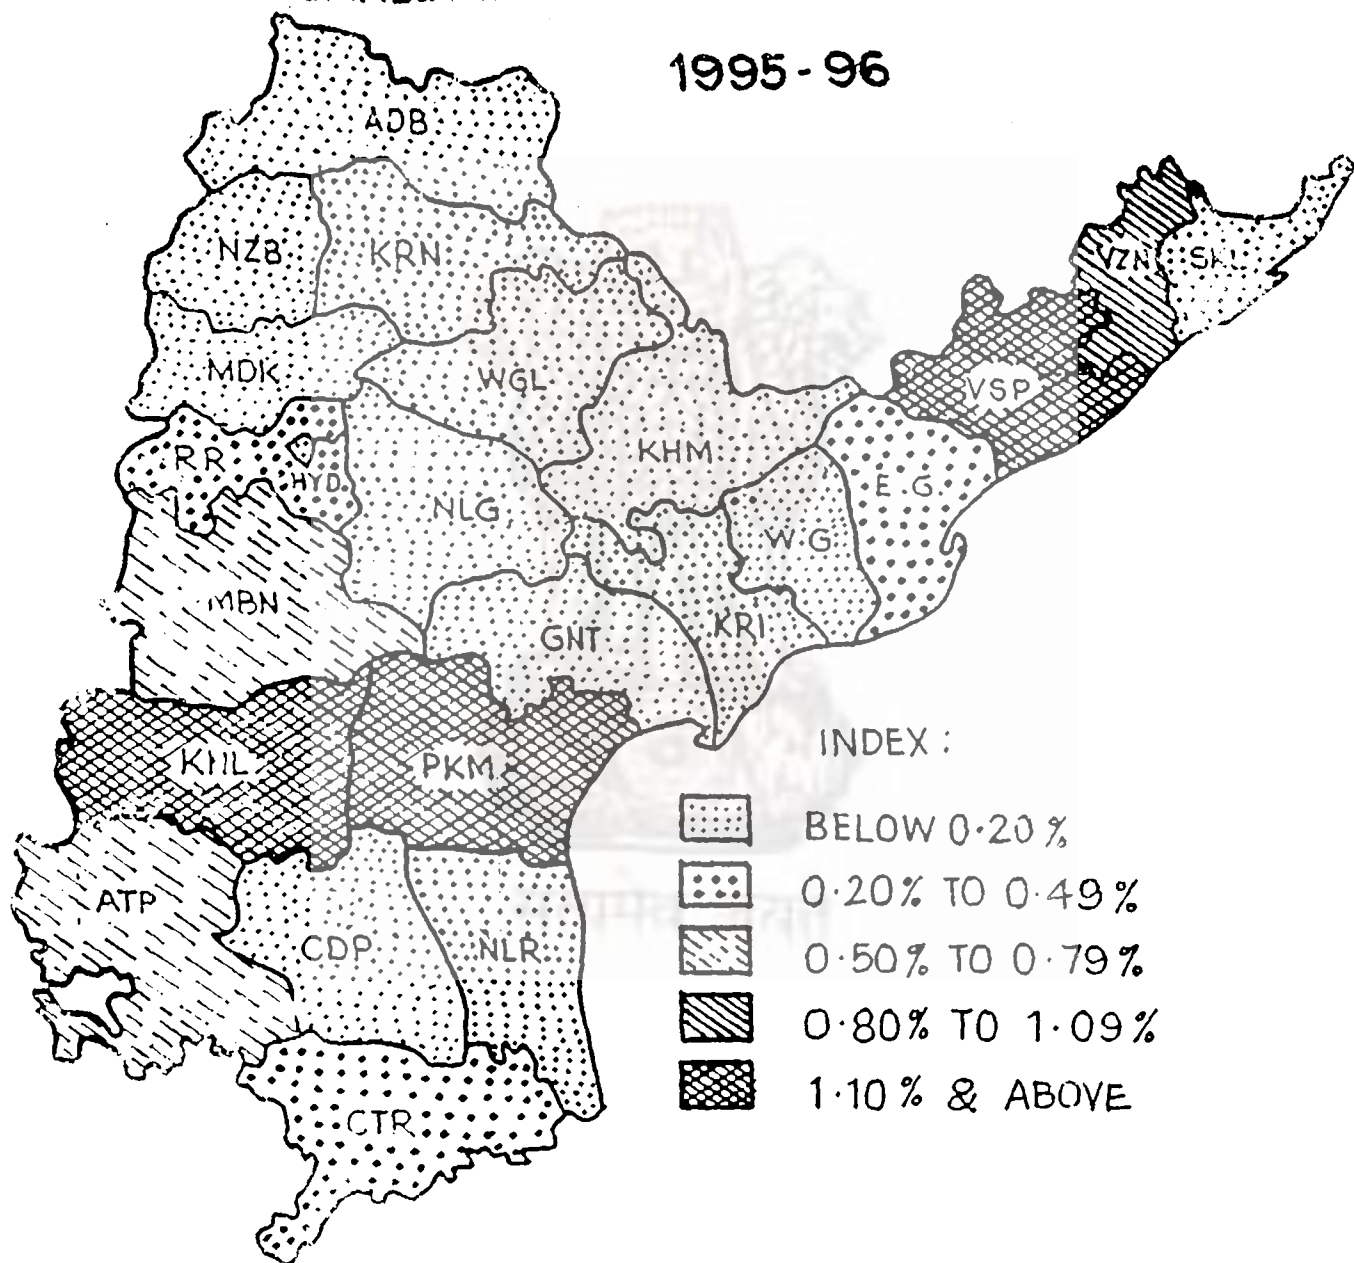 1995-96
ADB
NZB
KRN
VZN
SKL
MDK
WGL
VSP
RR
HYD
KHM
E.G.
NLG
W.G
MBN
GNT
KRI
KNL
PKM
INDEX:
BELOW 0.20%
0.20% TO 0.49%
ATP
CDP
NLR
0.50% TO 0.79%
0.80% TO 1.09%
1.10% & ABOVE
CTR